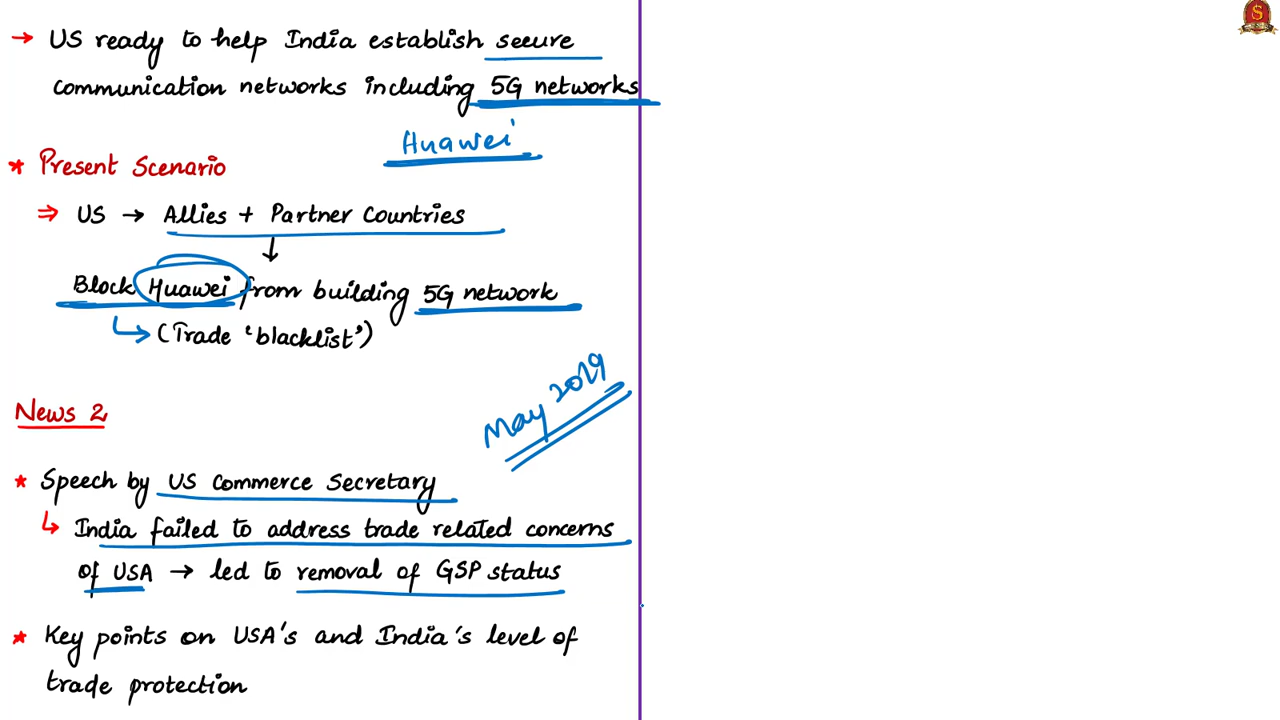 → US ready to help India establish secure
communication networks including 5G networks
Huawei
* Present Scenario
⇒ US → Allies + Partner Countries
↓
Block Huawei from building 5G network
↳ (Trade 'blacklist')
May 2019
News 2
* Speech by US Commerce Secretary
↳ India failed to address trade related concerns
of USA → led to removal of GSP status
* Key points on USA's and India's level of
trade protection